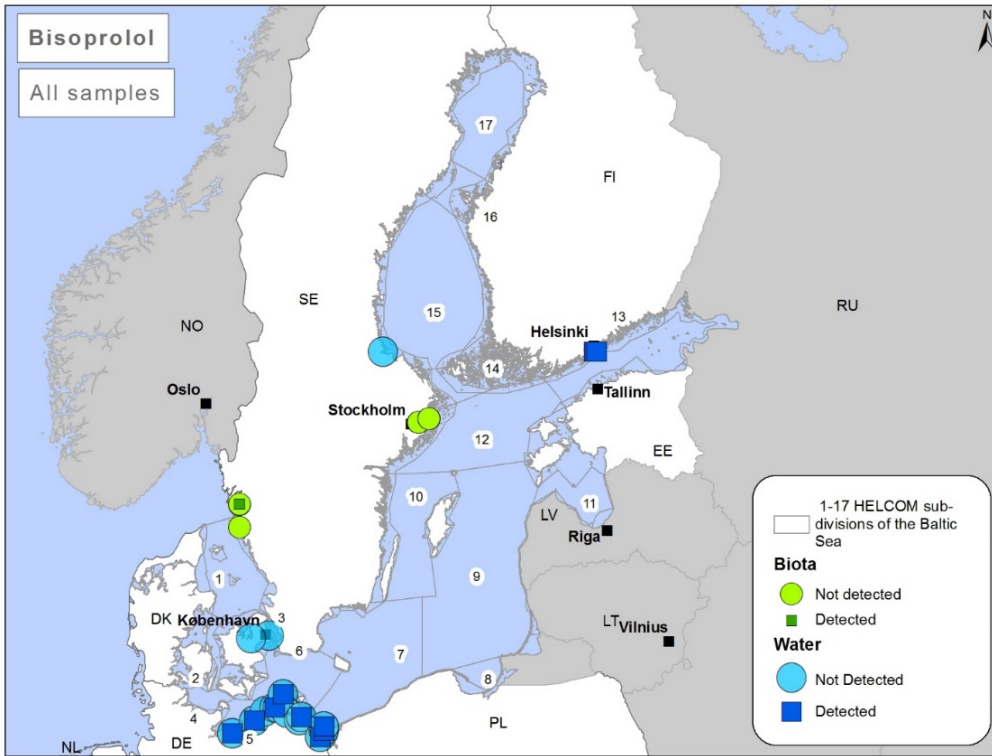 Bisoprolol
All samples
N
17
FI
16
SE
15
13
RU
NO
Helsinki
14
Oslo
Tallinn
Stockholm
12
EE
10
11
LV
Riga
9
1
DK
København
3
LT Vilnius
6
7
2
8
4
5
PL
DE
NL
1-17 HELCOM sub-
divisions of the Baltic
Sea
Biota
Not detected
Detected
Water
Not Detected
Detected